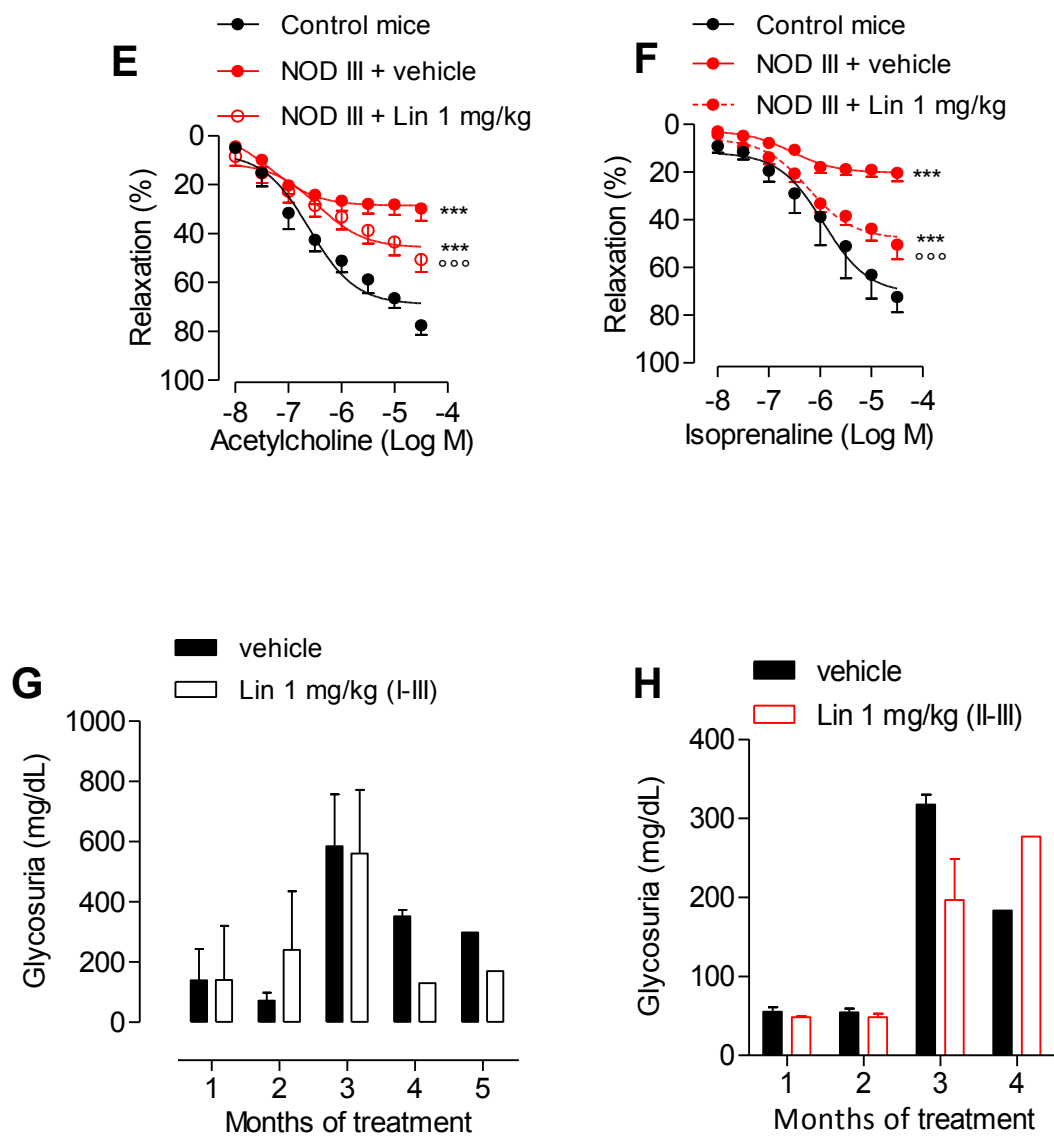 E
Control mice
NOD III + vehicle
NOD III + Lin 1 mg/kg
Relaxation (%)
0
20
40
60
80
100
***
***
°°°
-8 -7 -6 -5 -4
Acetylcholine (Log M)
F
Control mice
NOD III + vehicle
NOD III + Lin 1 mg/kg
Relaxation (%)
0
20
40
60
80
100
***
***
°°°
-8 -7 -6 -5 -4
Isoprenaline (Log M)
G
vehicle
Lin 1 mg/kg (I-III)
Glycosuria (mg/dL)
1000
800
600
400
200
0
1 2 3 4 5
Months of treatment
H
vehicle
Lin 1 mg/kg (II-III)
Glycosuria (mg/dL)
400
300
200
100
0
1 2 3 4
Months of treatment